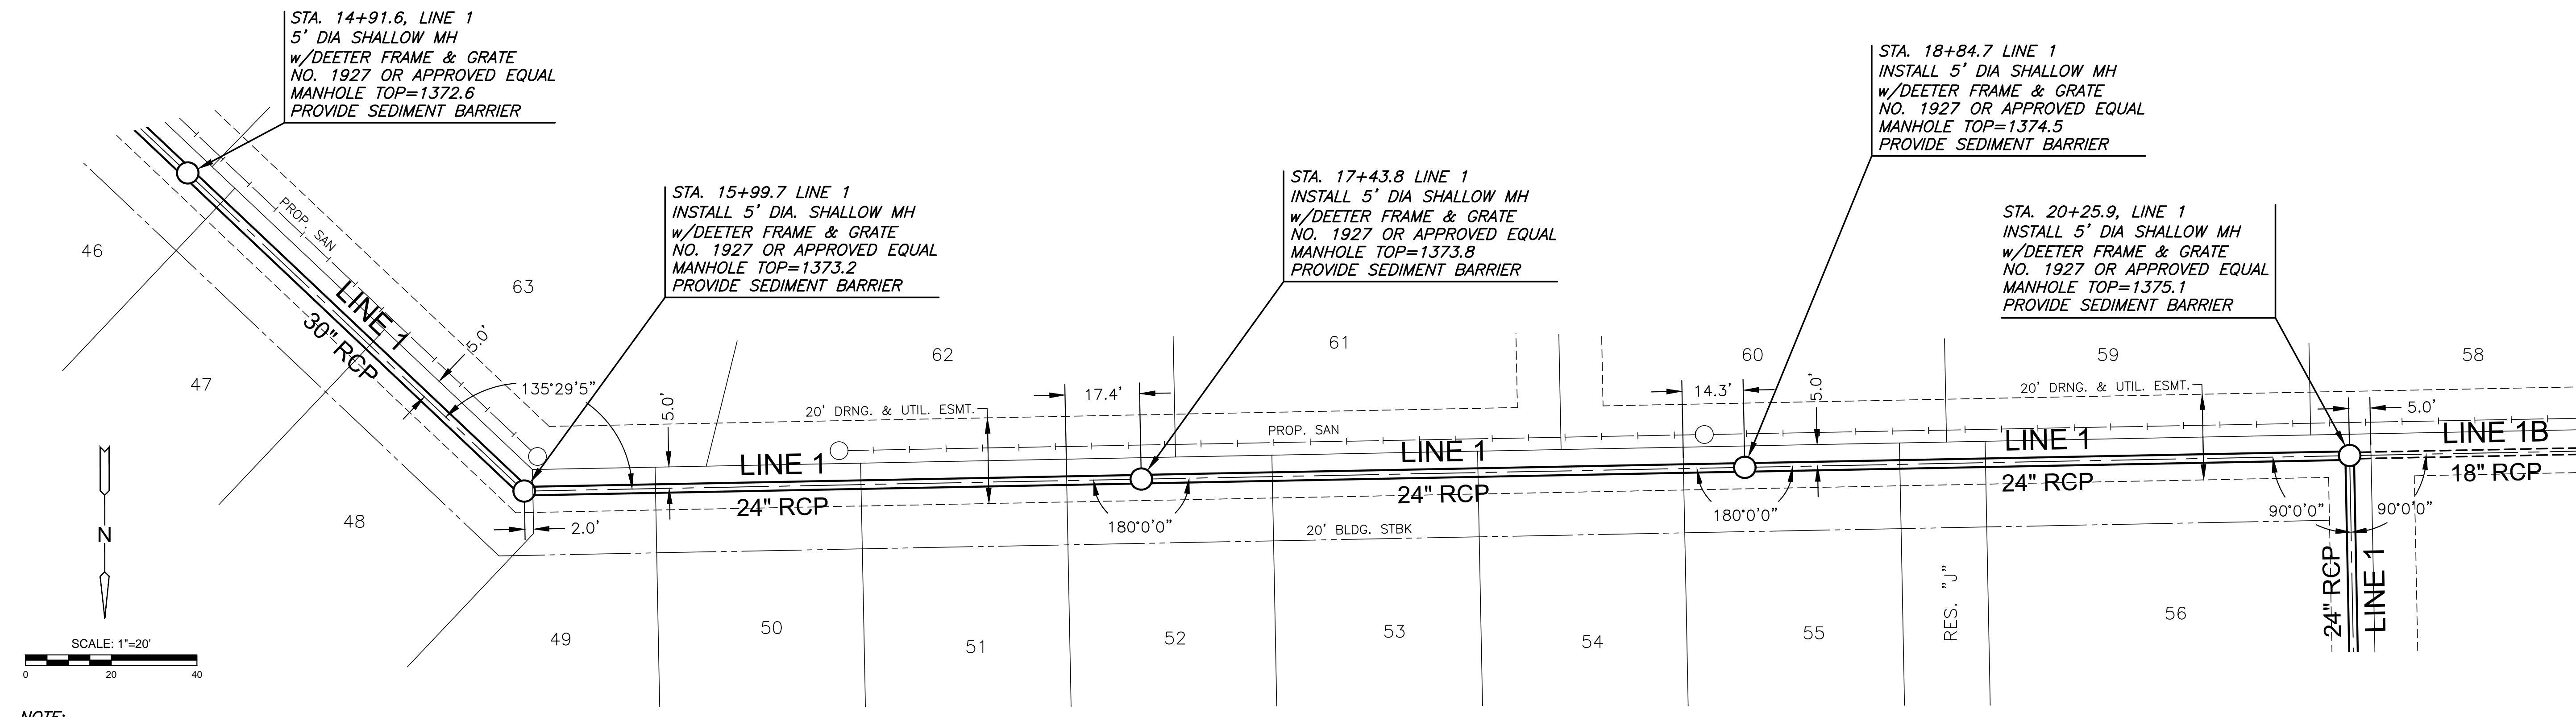 STA. 14+91.6, LINE 1
5' DIA SHALLOW MH
w/DEETER FRAME & GRATE
NO. 1927 OR APPROVED EQUAL
MANHOLE TOP=1372.6
PROVIDE SEDIMENT BARRIER
STA. 15+99.7 LINE 1
INSTALL 5' DIA. SHALLOW MH
w/DEETER FRAME & GRATE
NO. 1927 OR APPROVED EQUAL
MANHOLE TOP=1373.2
PROVIDE SEDIMENT BARRIER
STA. 17+43.8 LINE 1
INSTALL 5' DIA SHALLOW MH
w/DEETER FRAME & GRATE
NO. 1927 OR APPROVED EQUAL
MANHOLE TOP=1373.8
PROVIDE SEDIMENT BARRIER
STA. 18+84.7 LINE 1
INSTALL 5' DIA SHALLOW MH
w/DEETER FRAME & GRATE
NO. 1927 OR APPROVED EQUAL
MANHOLE TOP=1374.5
PROVIDE SEDIMENT BARRIER
STA. 20+25.9, LINE 1
INSTALL 5' DIA SHALLOW MH
w/DEETER FRAME & GRATE
NO. 1927 OR APPROVED EQUAL
MANHOLE TOP=1375.1
PROVIDE SEDIMENT BARRIER
46
47
48
63
PROP. SAN
LINE 1
30" RCP
5.0'
135°29'5"
62
61
60
59
58
5.0'
20' DRNG. & UTIL. ESMT.
17.4'
PROP. SAN
14.3'
5.0'
20' DRNG. & UTIL. ESMT.
5.0'
LINE 1
24" RCP
LINE 1
24" RCP
LINE 1
24" RCP
LINE 1B
18" RCP
2.0'
180°0'0"
20' BLDG. STBK
180°0'0"
90°0'0"
90°0'0"
24" RCP
LINE 1
49
50
51
52
53
54
55
RES. "J"
56
N
SCALE: 1"=20'
0 20 40
NOTE: